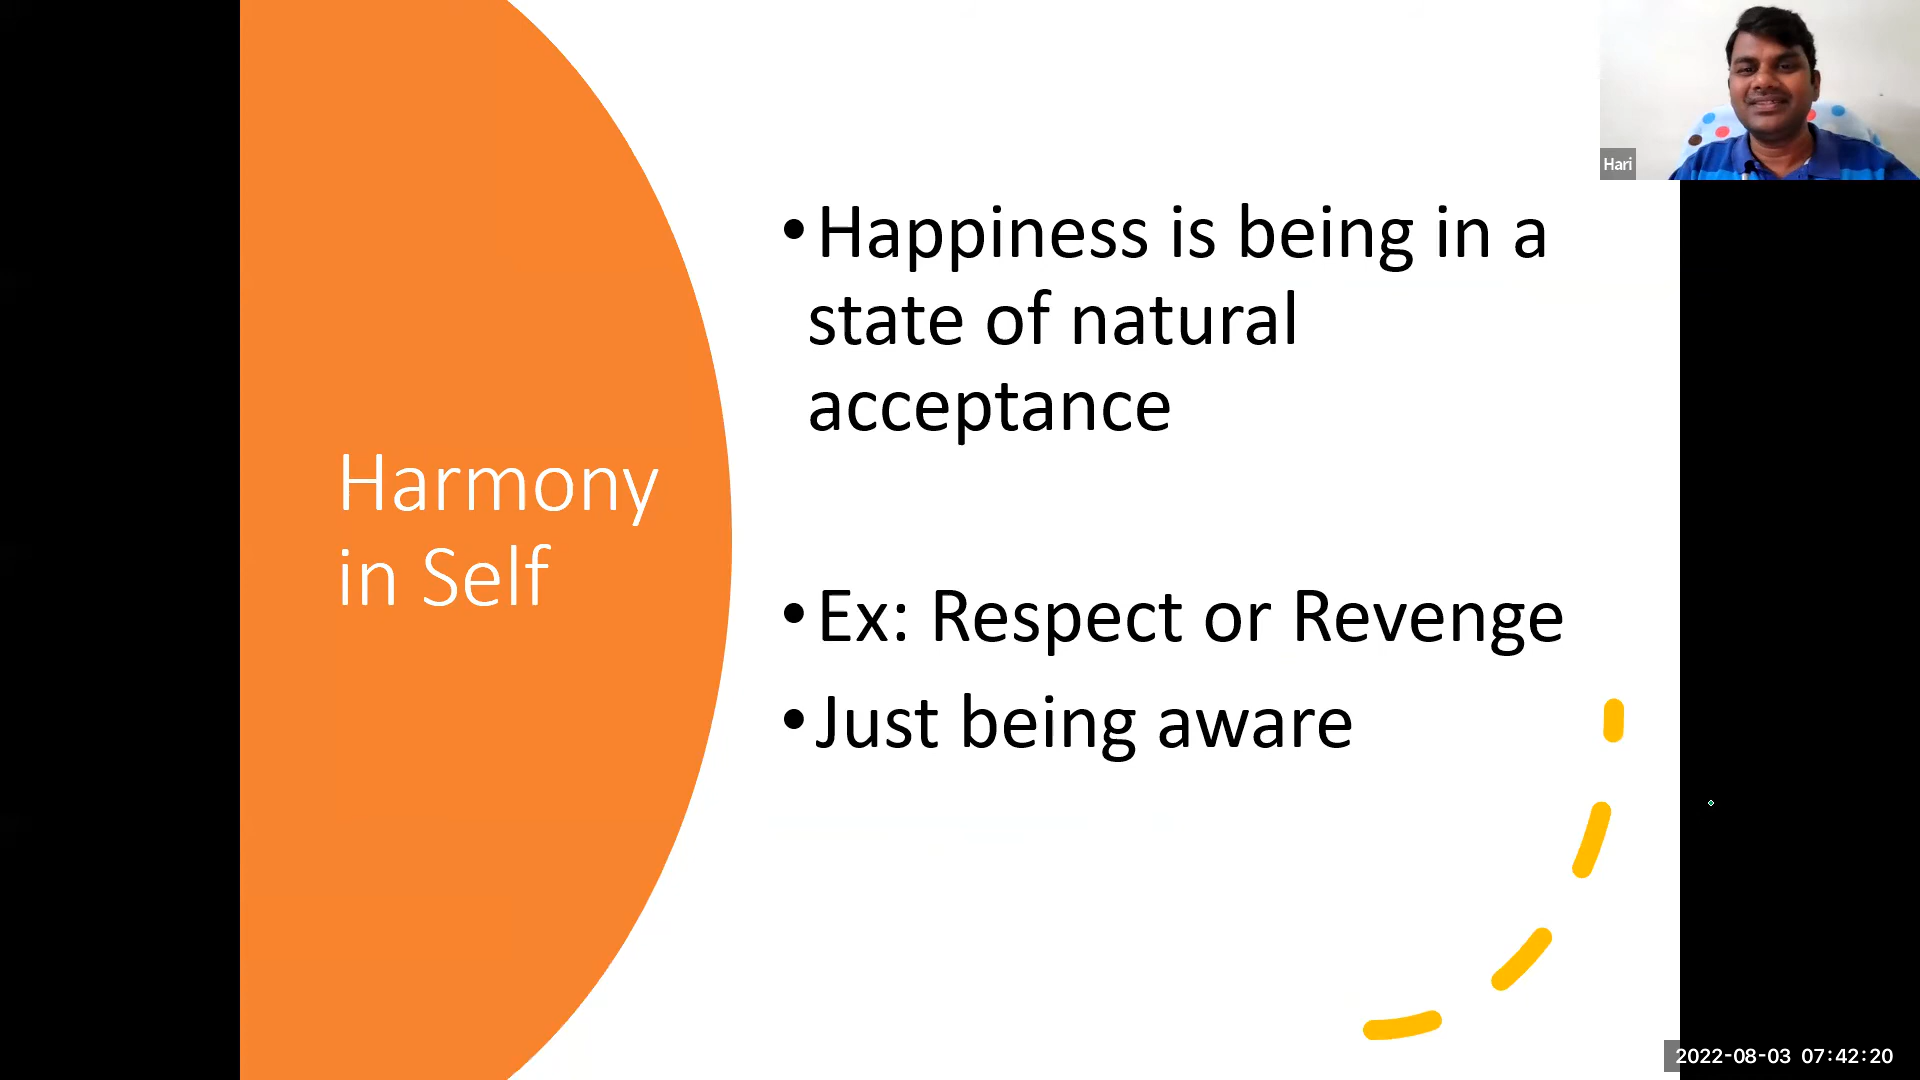 Harmony
in Self
•Happiness is being in a
state of natural
acceptance
•Ex: Respect or Revenge
•Just being aware
Hari
2022-08-03 07:42:20